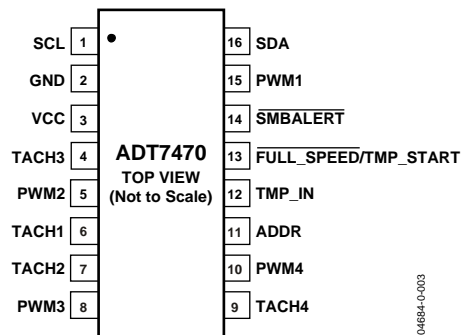 SCL 1 16 SDA
GND 2 15 PWM1
VCC 3 14 SMBALERT
TACH3 4 ADT7470 13 FULL_SPEED/TMP_START
TOP VIEW
PWM2 5 (Not to Scale) 12 TMP_IN
TACH1 6 11 ADDR
TACH2 7 10 PWM4
PWM3 8 9 TACH4
04684-0-003